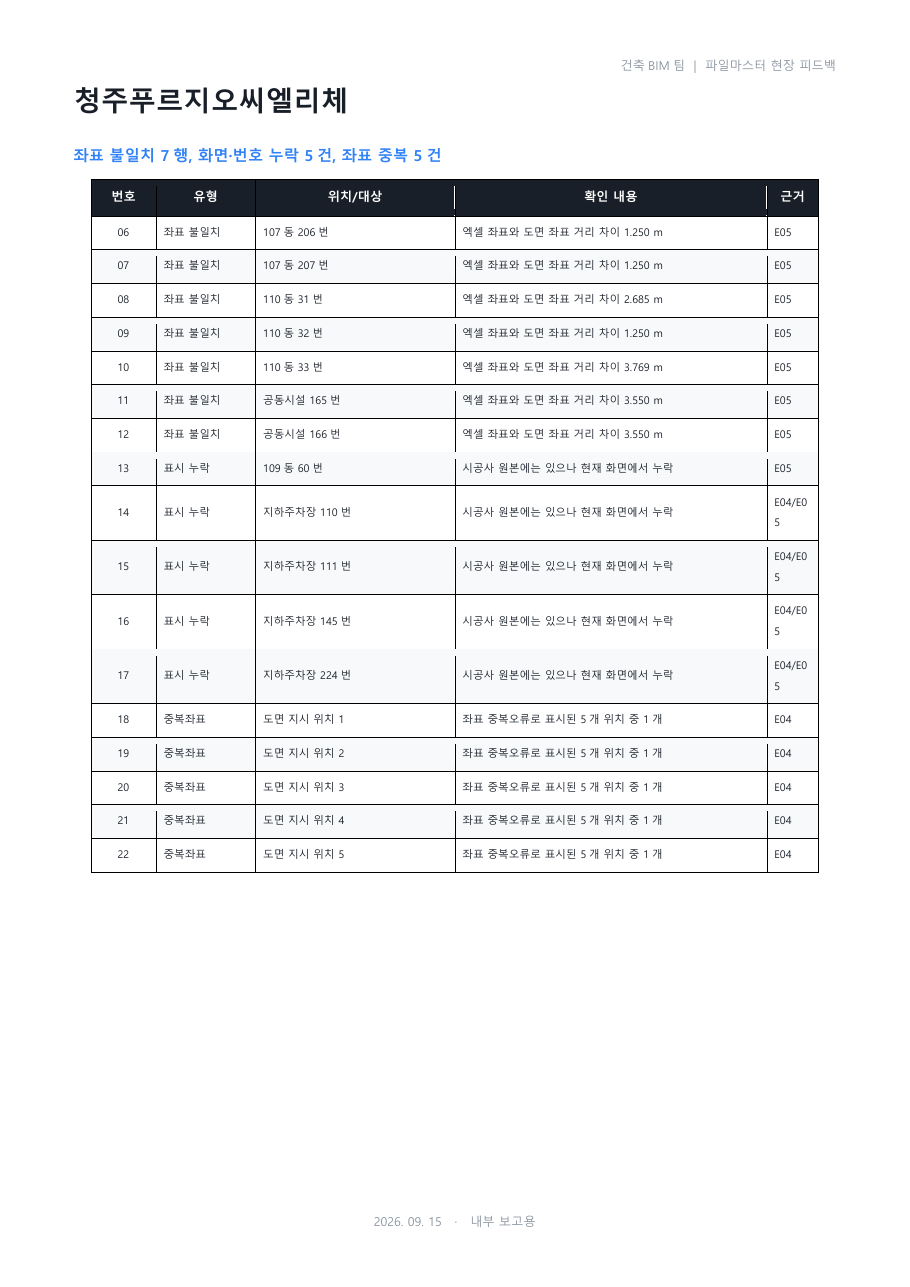 건축 BIM 팀 | 파일마스터 현장 피드백
청주푸르지오씨엘리체
좌표 불일치 7 행, 화면·번호 누락 5 건, 좌표 중복 5 건
번호 유형 위치/대상 확인 내용 근거
06 좌표 불일치 107 동 206 번 엑셀 좌표와 도면 좌표 거리 차이 1.250 m E05
07 좌표 불일치 107 동 207 번 엑셀 좌표와 도면 좌표 거리 차이 1.250 m E05
08 좌표 불일치 110 동 31 번 엑셀 좌표와 도면 좌표 거리 차이 2.685 m E05
09 좌표 불일치 110 동 32 번 엑셀 좌표와 도면 좌표 거리 차이 1.250 m E05
10 좌표 불일치 110 동 33 번 엑셀 좌표와 도면 좌표 거리 차이 3.769 m E05
11 좌표 불일치 공동시설 165 번 엑셀 좌표와 도면 좌표 거리 차이 3.550 m E05
12 좌표 불일치 공동시설 166 번 엑셀 좌표와 도면 좌표 거리 차이 3.550 m E05
13 표시 누락 109 동 60 번 시공사 원본에는 있으나 현재 화면에서 누락 E05
14 표시 누락 지하주차장 110 번 시공사 원본에는 있으나 현재 화면에서 누락 E04/E0
5
15 표시 누락 지하주차장 111 번 시공사 원본에는 있으나 현재 화면에서 누락 E04/E0
5
16 표시 누락 지하주차장 145 번 시공사 원본에는 있으나 현재 화면에서 누락 E04/E0
5
17 표시 누락 지하주차장 224 번 시공사 원본에는 있으나 현재 화면에서 누락 E04/E0
5
18 중복좌표 도면 지시 위치 1 좌표 중복오류로 표시된 5 개 위치 중 1 개 E04
19 중복좌표 도면 지시 위치 2 좌표 중복오류로 표시된 5 개 위치 중 1 개 E04
20 중복좌표 도면 지시 위치 3 좌표 중복오류로 표시된 5 개 위치 중 1 개 E04
21 중복좌표 도면 지시 위치 4 좌표 중복오류로 표시된 5 개 위치 중 1 개 E04
22 중복좌표 도면 지시 위치 5 좌표 중복오류로 표시된 5 개 위치 중 1 개 E04
2026. 09. 15 · 내부 보고용